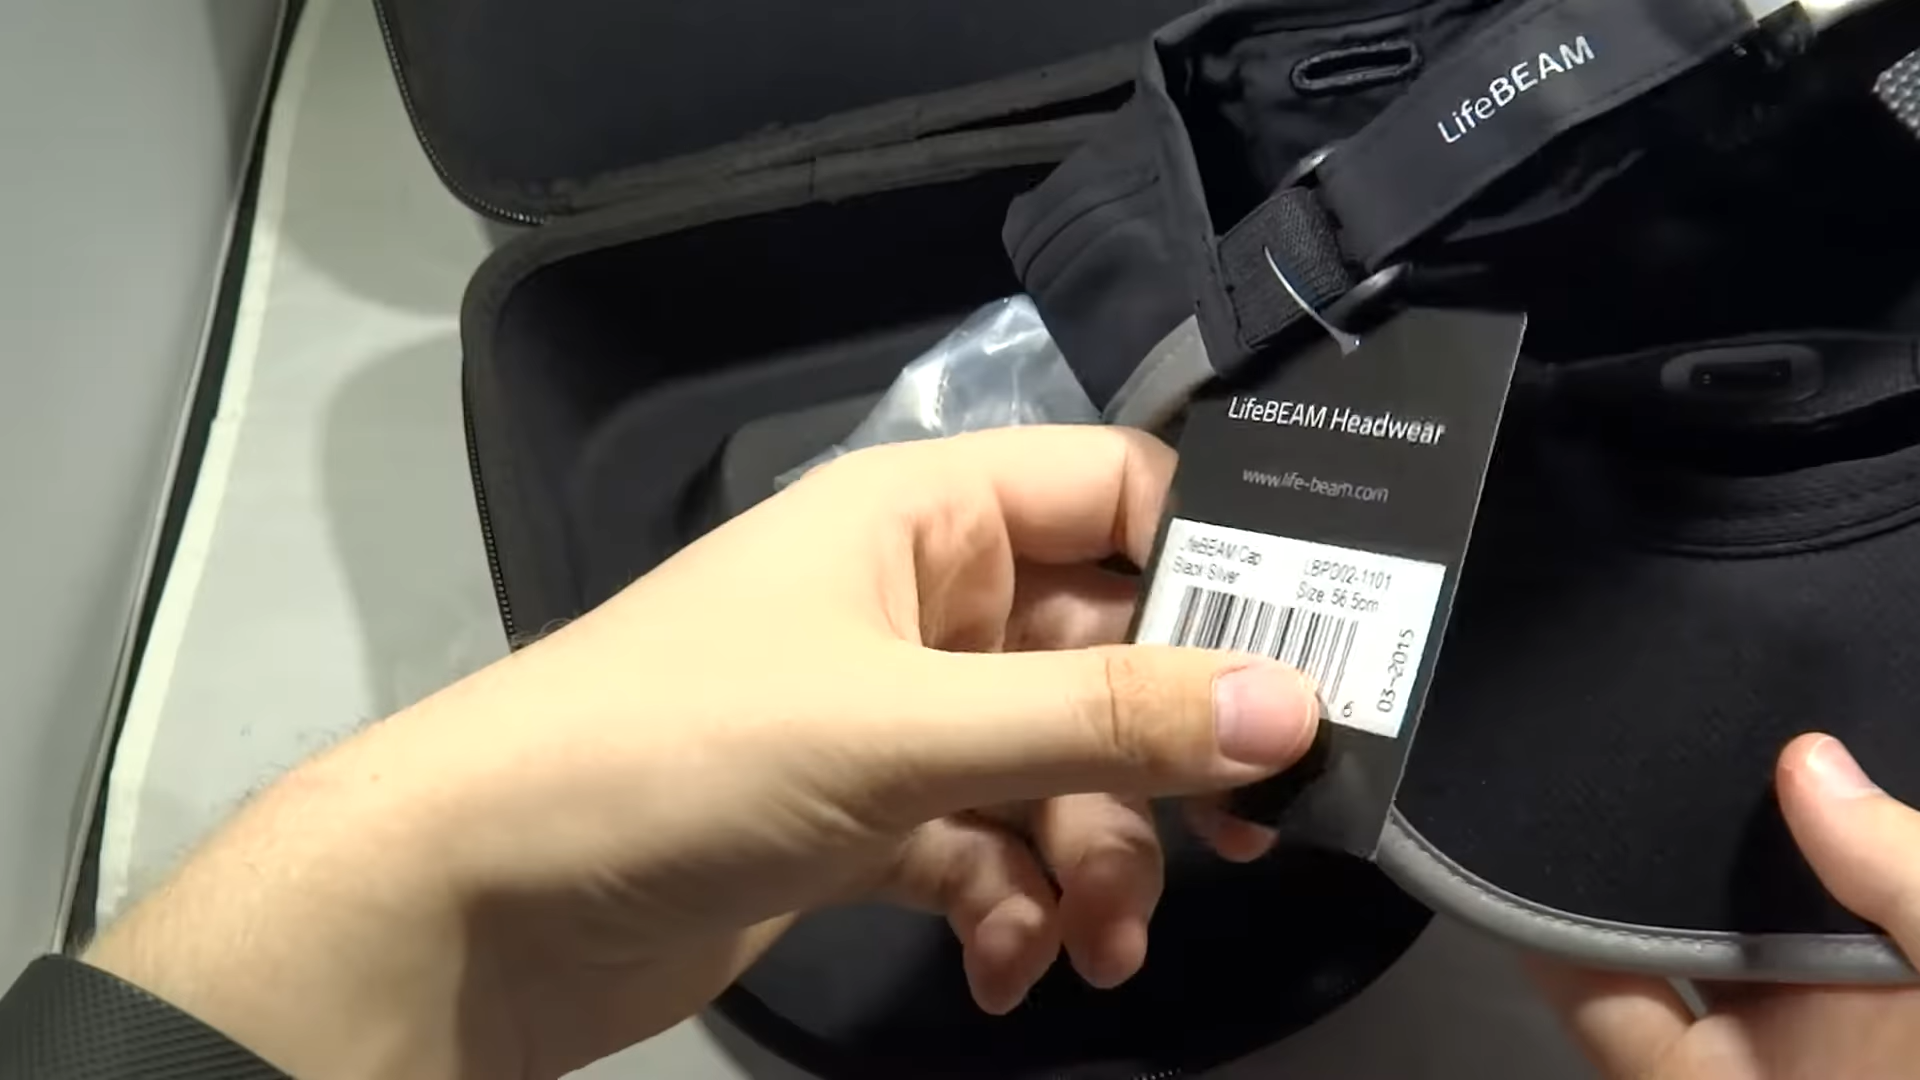 LifeBEAM
LifeBEAM Headwear
www.life-beam.com
LifeBEAM Cap
Black Silver
LBP002-1101
Size: 56.5cm
03-2015
6